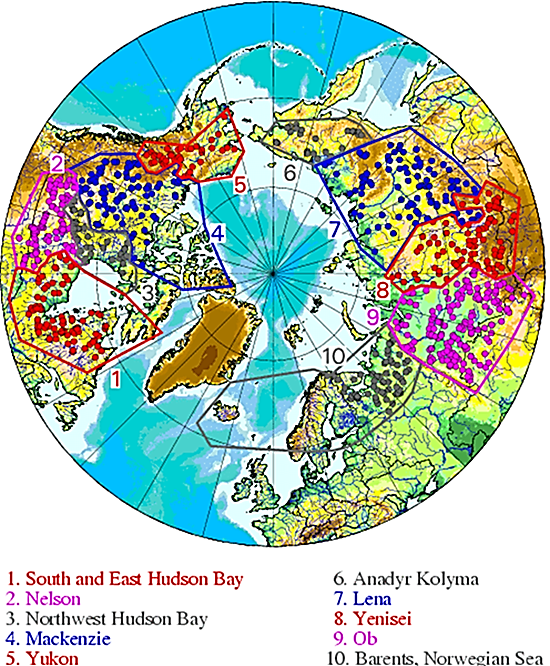 2
5
6
4
7
3
8
9
10
1
1. South and East Hudson Bay
2. Nelson
3. Northwest Hudson Bay
4. Mackenzie
5. Yukon
6. Anadyr Kolyma
7. Lena
8. Yenisei
9. Ob
10. Barents, Norwegian Sea